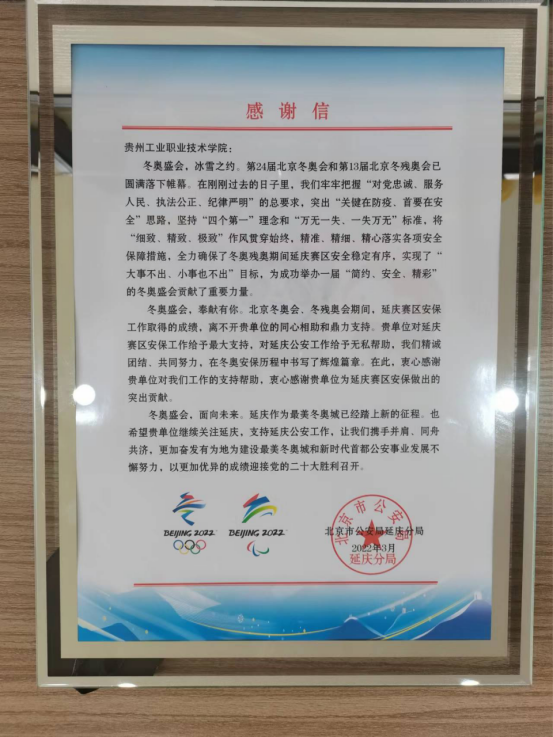 感谢信
贵州工业职业技术学院：
冬奥盛会，冰雪之约。第24届北京冬奥会和第13届北京冬残奥会已
圆满落下帷幕。在刚刚过去的日子里，我们牢牢把握“对党忠诚、服务
人民、执法公正、纪律严明”的总要求，突出“关键在防疫、首要在安
全”思路，坚持“四个第一”理念和“万无一失、一失万无”标准，将
“细致、精致、极致”作风贯穿始终，精准、精细、精心落实各项安全
保障措施，全力确保了冬奥残奥期间延庆赛区安全稳定有序，实现了“
大事不出、小事也不出”目标，为成功举办一届“简约、安全、精彩”
的冬奥盛会贡献了重要力量。
冬奥盛会，奉献有你。北京冬奥会、冬残奥会期间，延庆赛区安保
工作取得的成绩，离不开贵单位的同心相助和鼎力支持。贵单位对延庆
赛区安保工作给予最大支持，对延庆公安工作给予无私帮助，我们精诚
团结、共同努力，在冬奥安保历程中书写了辉煌篇章。在此，衷心感谢
贵单位对我们工作的支持帮助，衷心感谢贵单位为延庆赛区安保做出的
突出贡献。
冬奥盛会，面向未来。延庆作为最美冬奥城已经踏上新的征程。也
希望贵单位继续关注延庆，支持延庆公安工作，让我们携手并肩、同舟
共济，更加奋发有为地为建设最美冬奥城和新时代首都公安事业发展不
懈努力，以更加优异的成绩迎接党的二十大胜利召开。
BEIJING 2022
BEIJING 2022
北京市公安局延庆分局
2022年3月
北京市公安局
延庆分局